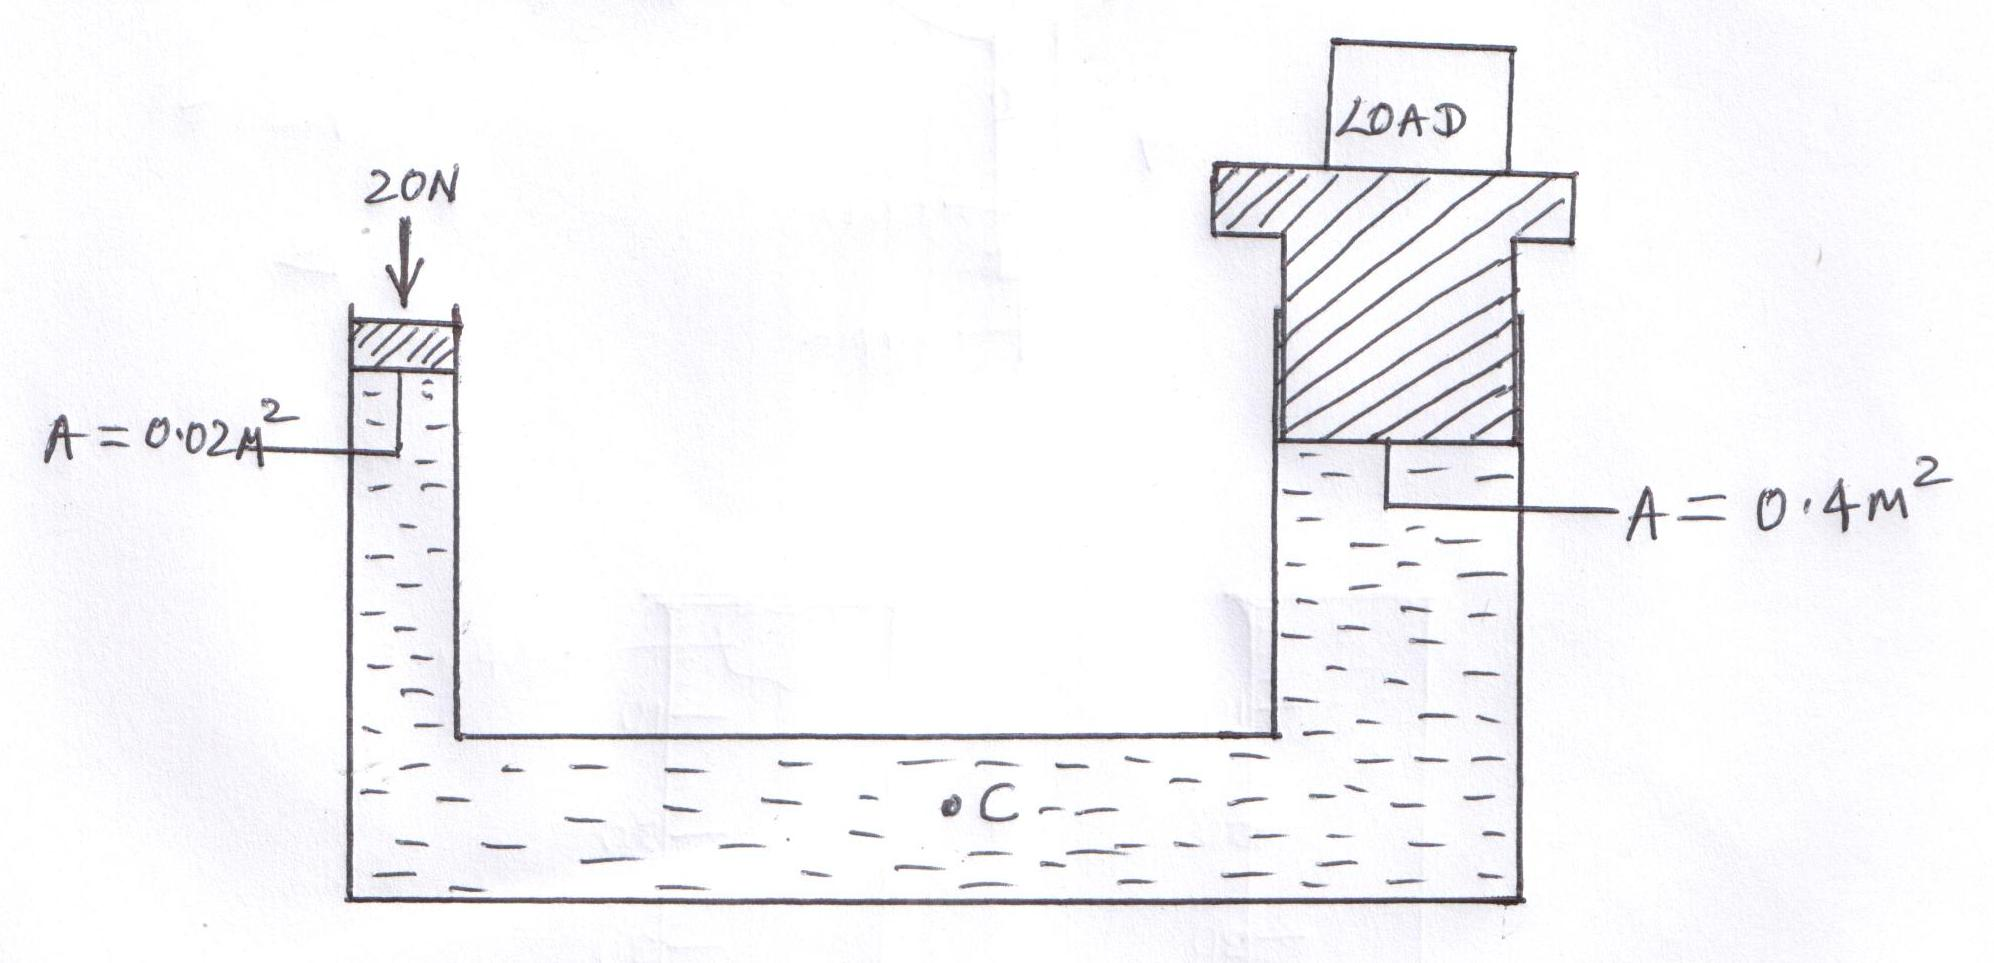 LOAD
20N
A = 0.02M²
A = 0.4M²
C